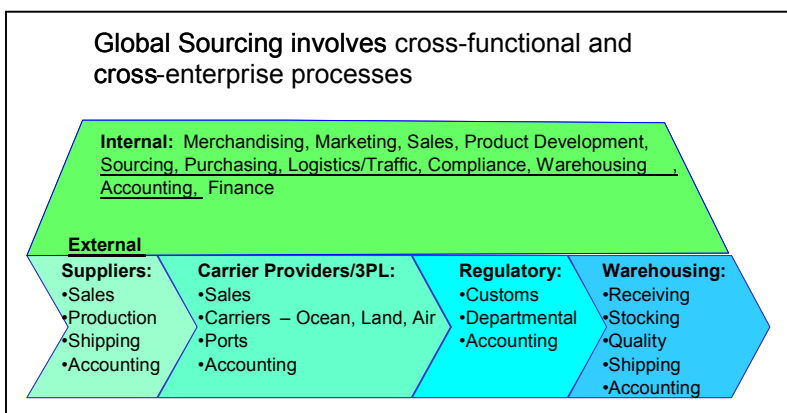 Global Sourcing involves cross-functional and
cross-enterprise processes
Internal: Merchandising, Marketing, Sales, Product Development,
Sourcing, Purchasing, Logistics/Traffic, Compliance, Warehousing ,
Accounting, Finance
External
Suppliers:
•Sales
•Production
•Shipping
•Accounting
Carrier Providers/3PL:
•Sales
•Carriers – Ocean, Land, Air
•Ports
•Accounting
Regulatory:
•Customs
•Departmental
•Accounting
Warehousing:
•Receiving
•Stocking
•Quality
•Shipping
•Accounting